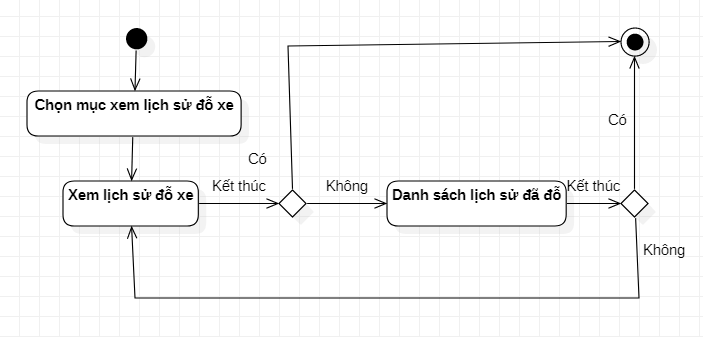 Chọn mục xem lịch sử đỗ xe
Có
Có
Xem lịch sử đỗ xe
Kết thúc
Không
Danh sách lịch sử đã đỗ
Kết thúc
Không